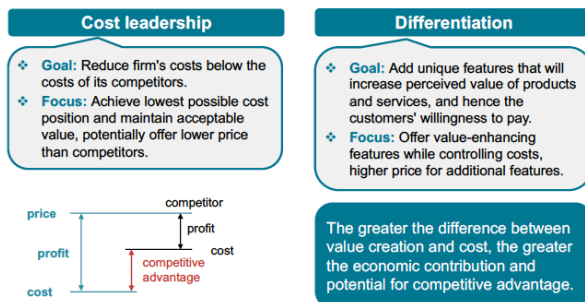 Cost leadership
❖ Goal: Reduce firm's costs below the
costs of its competitors.
❖ Focus: Achieve lowest possible cost
position and maintain acceptable
value, potentially offer lower price
than competitors.
competitor
price
profit
profit
cost
competitive
advantage
cost
Differentiation
❖ Goal: Add unique features that will
increase perceived value of products
and services, and hence the
customers' willingness to pay.
❖ Focus: Offer value-enhancing
features while controlling costs,
higher price for additional features.
The greater the difference between
value creation and cost, the greater
the economic contribution and
potential for competitive advantage.